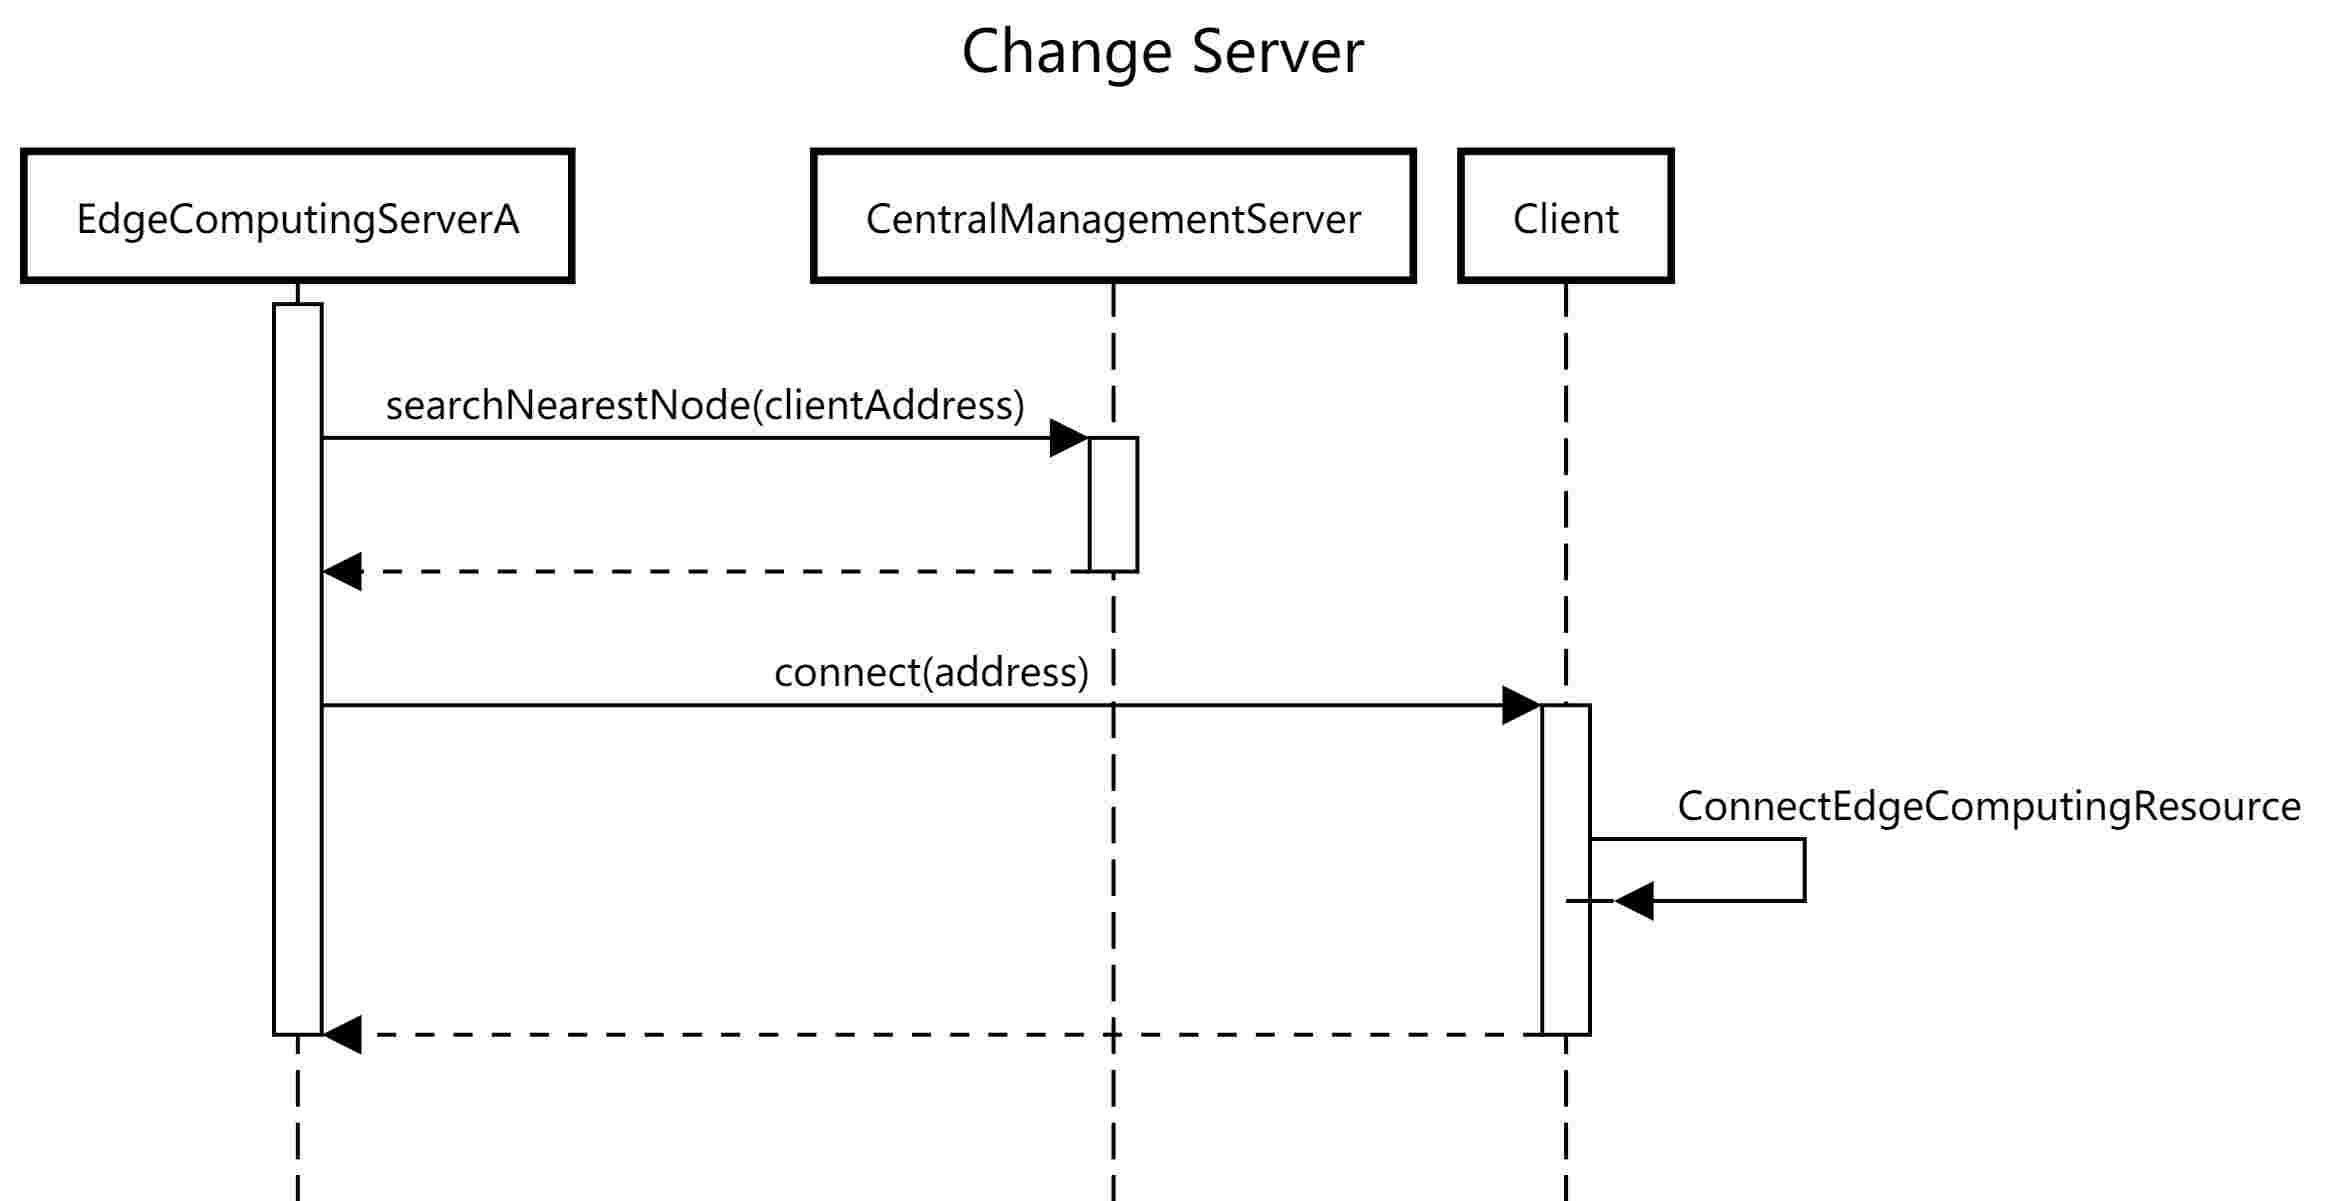 Change Server
EdgeComputingServerA
CentralManagementServer
Client
searchNearestNode(clientAddress)
connect(address)
ConnectEdgeComputingResource